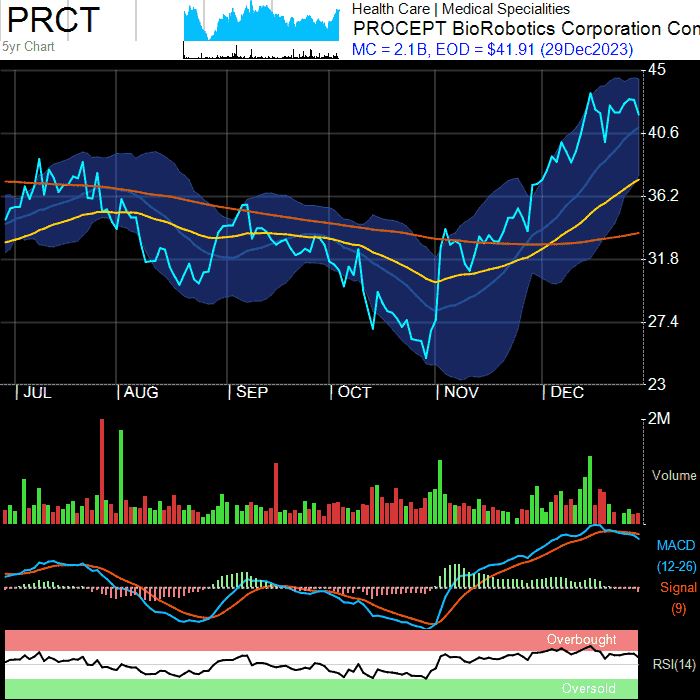 PRCT
5yr Chart
Health Care | Medical Specialities
PROCEPT BioRobotics Corporation Con
MC = 2.1B, EOD = $41.91 (29Dec2023)
45
40.6
36.2
31.8
27.4
23
| JUL | AUG | SEP | OCT | NOV | DEC
2M
Volume
MACD
(12-26)
Signal
(9)
Overbought
RSI(14)
Oversold